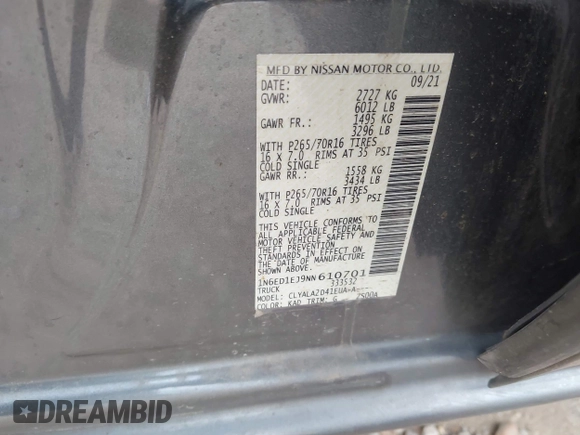 MFD BY NISSAN MOTOR CO., LTD.
DATE: 09/21
GVWR: 2727 KG
6012 LB
GAWR FR.: 1495 KG
3296 LB
WITH P265/70R16 TIRES
16 X 7.0 RIMS AT 35 PSI
COLD SINGLE
GAWR RR.: 1558 KG
3434 LB
WITH P265/70R16 TIRES
16 X 7.0 RIMS AT 35 PSI
COLD SINGLE
THIS VEHICLE CONFORMS TO
ALL APPLICABLE FEDERAL
MOTOR VEHICLE SAFETY AND
THEFT PREVENTION STANDARDS
IN EFFECT ON THE DATE OF
MANUFACTURE SHOWN ABOVE.
1N6ED1EJ9NN610701
TRUCK 333532
MODEL: CLYALA2D41EUA-A
COLOR: KAD TRIM: G
DREAMBID